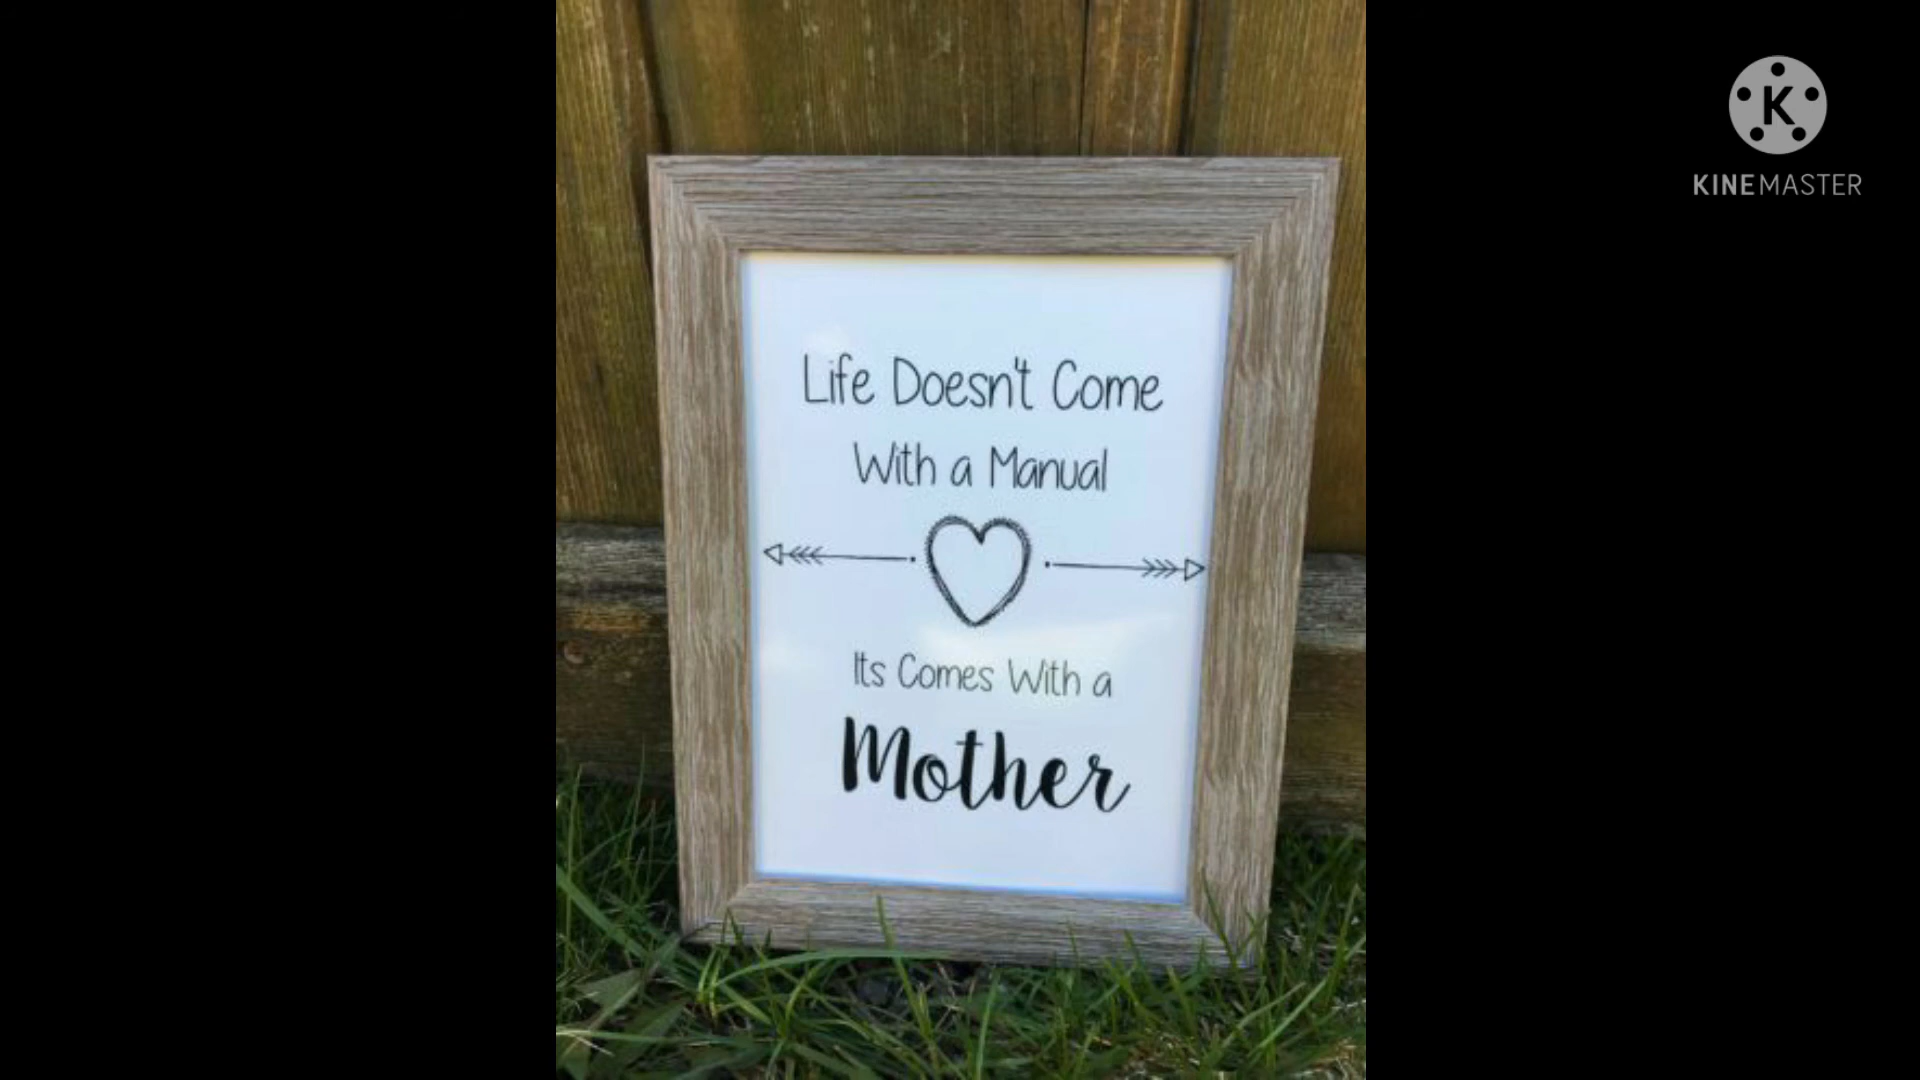 Life Doesn't Come
With a Manual
Its Comes With a
Mother
K
KINEMASTER